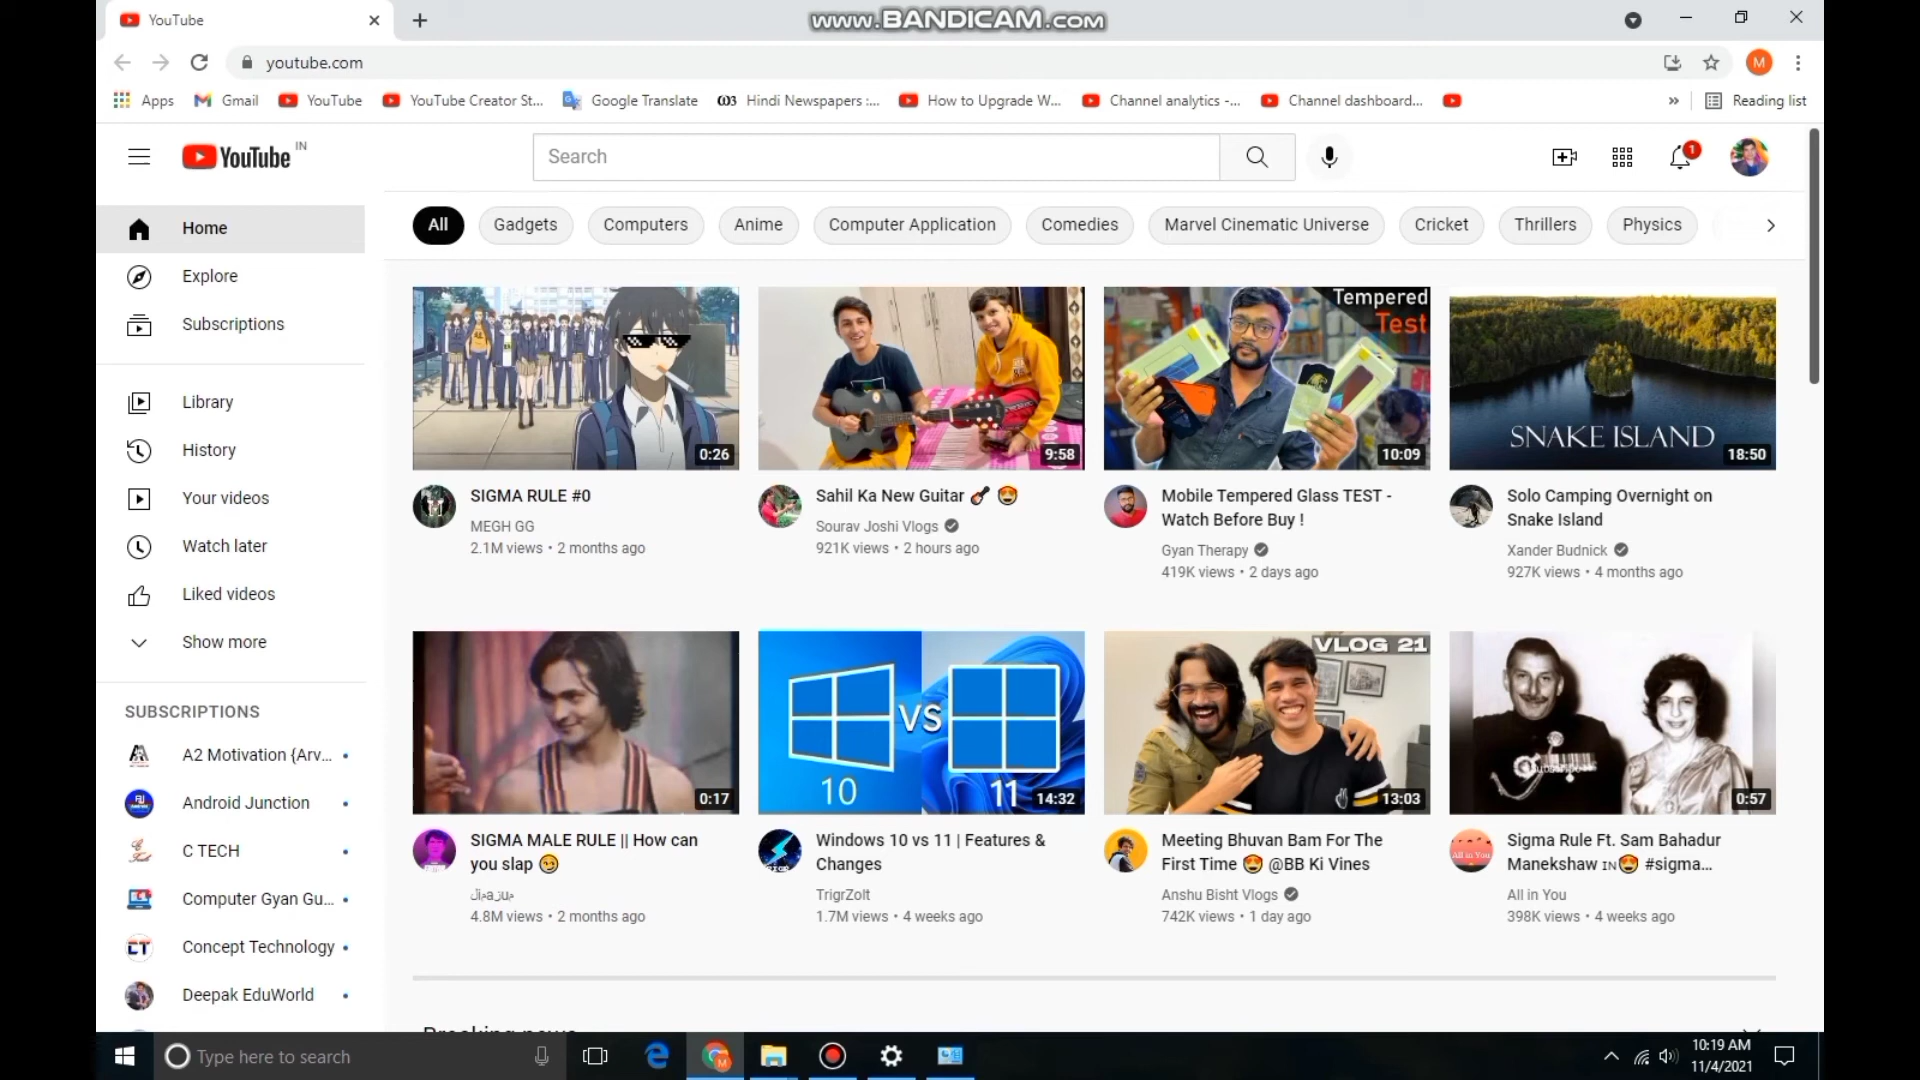 YouTube
www.BANDICAM.com
youtube.com
M
Apps
Gmail
YouTube
YouTube Creator St...
Google Translate
Hindi Newspapers :...
How to Upgrade W...
Channel analytics -...
Channel dashboard...
»
Reading list
YouTube IN
Search
1
All
Gadgets
Computers
Anime
Computer Application
Comedies
Marvel Cinematic Universe
Cricket
Thrillers
Physics
Home
Explore
Subscriptions
Library
History
Your videos
Watch later
Liked videos
Show more
SUBSCRIPTIONS
A2 Motivation {Arv...
Android Junction
C TECH
Computer Gyan Gu...
Concept Technology
Deepak EduWorld
0:26
SIGMA RULE #0
MEGH GG
2.1M views • 2 months ago
9:58
Sahil Ka New Guitar 🎸 😍
Sourav Joshi Vlogs
921K views • 2 hours ago
Tempered
Test
10:09
Mobile Tempered Glass TEST -
Watch Before Buy !
Gyan Therapy
419K views • 2 days ago
SNAKE ISLAND
18:50
Solo Camping Overnight on
Snake Island
Xander Budnick
927K views • 4 months ago
0:17
SIGMA MALE RULE || How can
you slap 😏
4.8M views • 2 months ago
VS
10
11
14:32
Windows 10 vs 11 | Features &
Changes
TrigrZolt
1.7M views • 4 weeks ago
VLOG 21
13:03
Meeting Bhuvan Bam For The
First Time 😍 @BB Ki Vines
Anshu Bisht Vlogs
742K views • 1 day ago
0:57
All in You
Sigma Rule Ft. Sam Bahadur
Manekshaw IN😍 #sigma...
All in You
398K views • 4 weeks ago
Breaking news
Type here to search
10:19 AM
11/4/2021